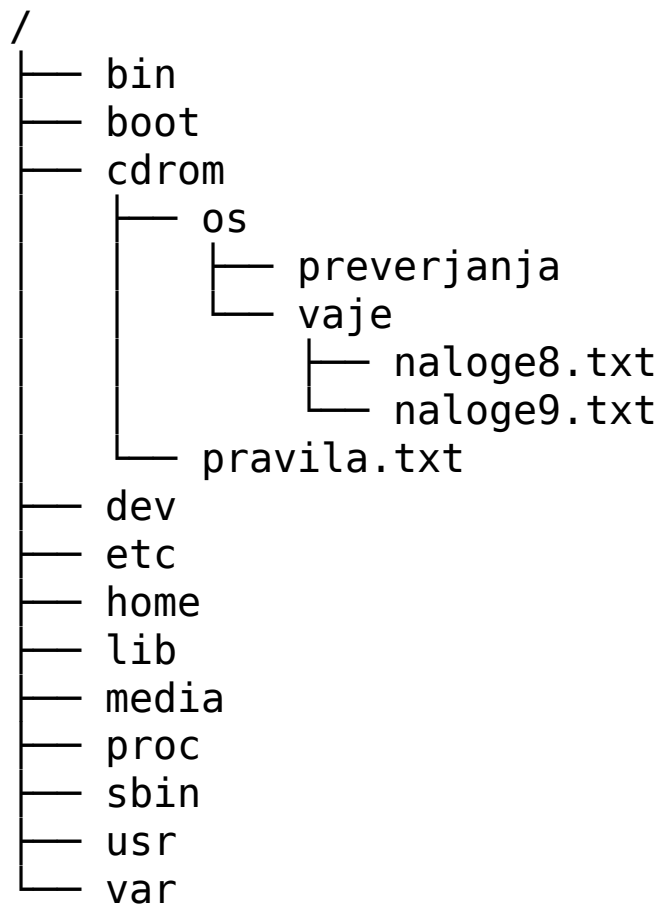 /
├── bin
├── boot
├── cdrom
│   ├── os
│   │   ├── preverjanja
│   │   └── vaje
│   │       ├── naloge8.txt
│   │       └── naloge9.txt
│   └── pravila.txt
├── dev
├── etc
├── home
├── lib
├── media
├── proc
├── sbin
├── usr
└── var